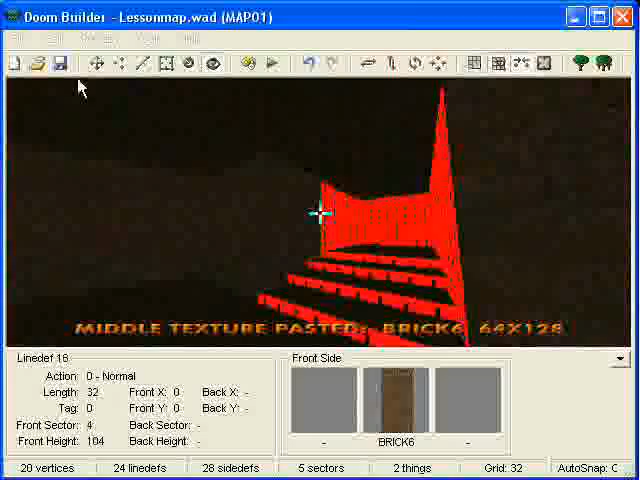 Doom Builder - Lessonmap.wad (MAP01)
MIDDLE TEXTURE PASTED: BRICK6 64X128
Linedef 16
Action: 0 - Normal
Length: 32 Front X: 0 Back X: -
Tag: 0 Front Y: 0 Back Y: -
Front Sector: 4 Back Sector: -
Front Height: 104 Back Height: -
Front Side
- BRICK6 -
20 vertices 24 linedefs 28 sidedefs 5 sectors 2 things Grid: 32 AutoSnap: O